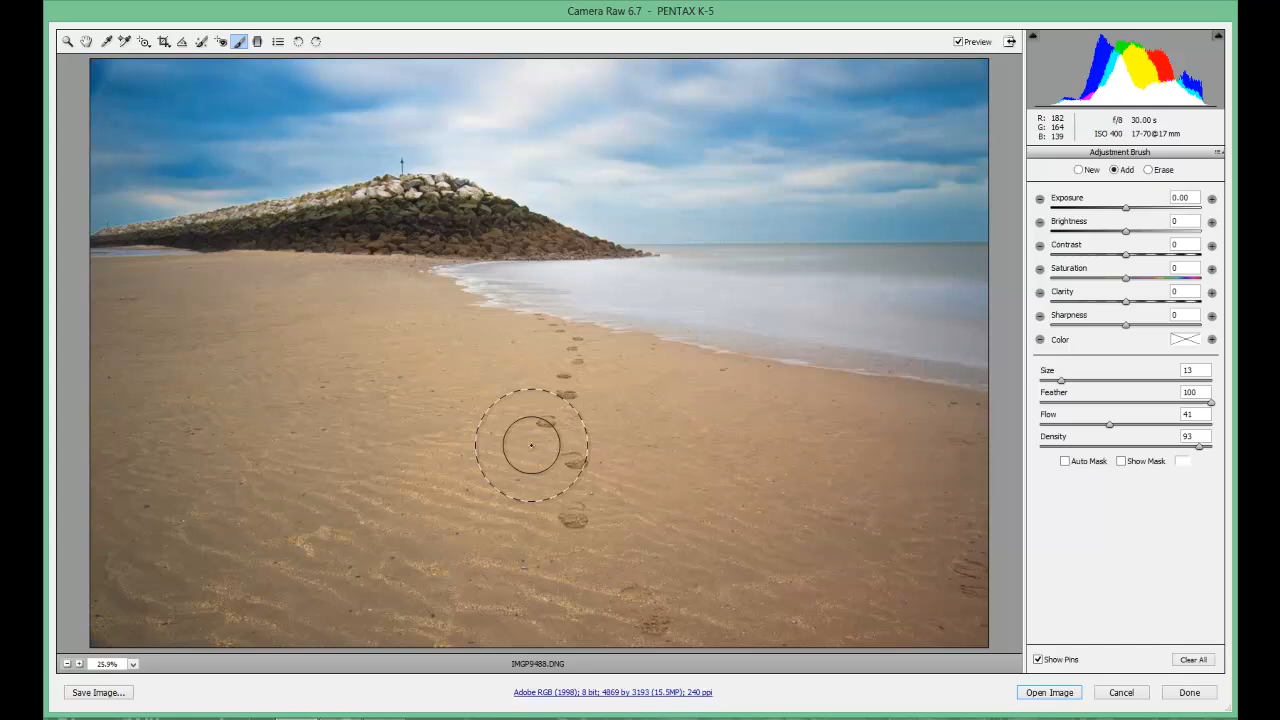 Camera Raw 6.7 - PENTAX K-5
Preview
R: 182
G: 164
B: 139
f/8 30.00 s
ISO 400 17-70@17 mm
Adjustment Brush
New Add Erase
Exposure 0.00
Brightness 0
Contrast 0
Saturation 0
Clarity 0
Sharpness 0
Color
Size 13
Feather 100
Flow 41
Density 93
Auto Mask Show Mask
25.9% IMGP9488.DNG
Show Pins Clear All
Save Image... Adobe RGB (1998); 8 bit; 4869 by 3193 (15.5MP); 240 ppi Open Image Cancel Done